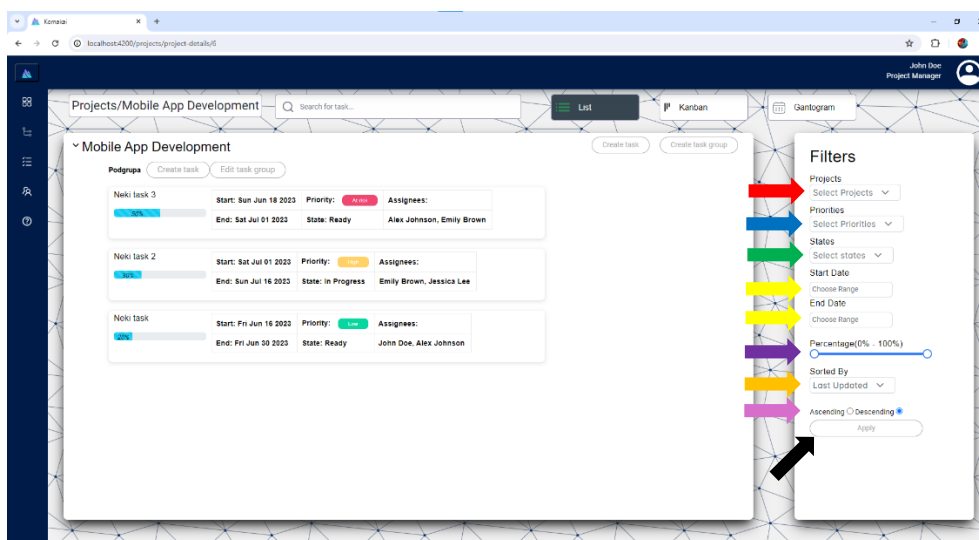 Kamakai
localhost:4200/projects/project-details/6
John Doe
Project Manager
Projects/Mobile App Development
Search for task...
List
Kanban
Gantogram
Mobile App Development
Create task
Create task group
Podgrupa
Create task
Edit task group
Neki task 3
50%
Start: Sun Jun 18 2023 Priority: At risk Assignees:
End: Sat Jul 01 2023 State: Ready Alex Johnson, Emily Brown
Neki task 2
30%
Start: Sat Jul 01 2023 Priority: High Assignees:
End: Sun Jul 16 2023 State: In Progress Emily Brown, Jessica Lee
Neki task
20%
Start: Fri Jun 16 2023 Priority: Low Assignees:
End: Fri Jun 30 2023 State: Ready John Doe, Alex Johnson
Filters
Projects
Select Projects
Priorities
Select Priorities
States
Select states
Start Date
Choose Range
End Date
Choose Range
Percentage(0% - 100%)
Sorted By
Last Updated
Ascending Descending
Apply